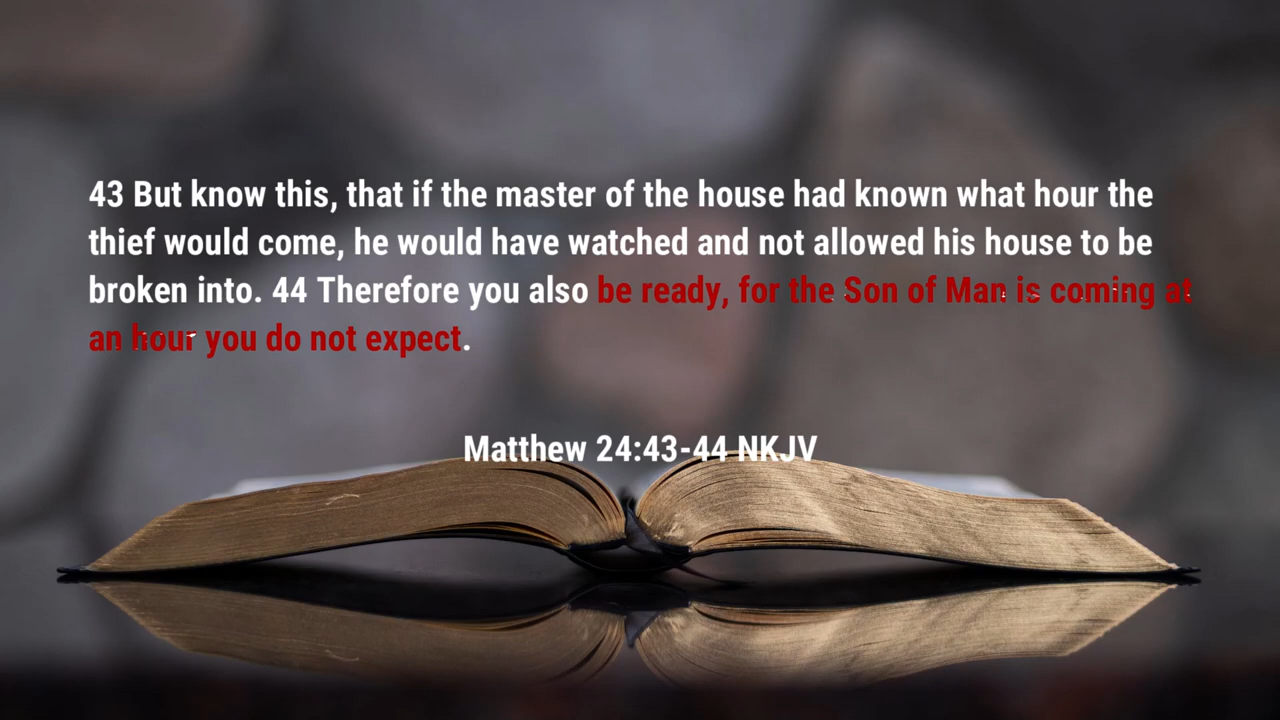 43 But know this, that if the master of the house had known what hour the
thief would come, he would have watched and not allowed his house to be
broken into. 44 Therefore you also be ready, for the Son of Man is coming at
an hour you do not expect.
Matthew 24:43-44 NKJV